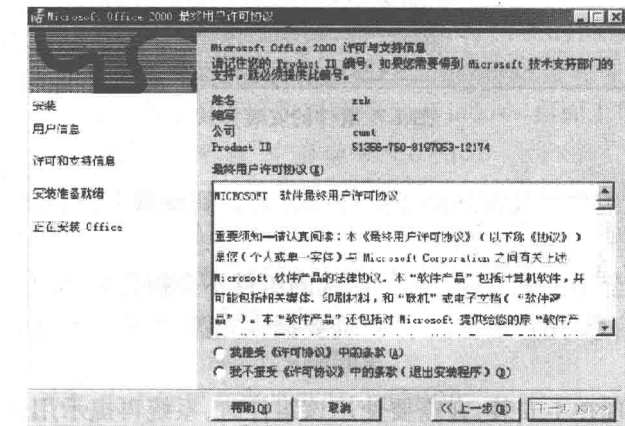 Microsoft Office 2000 最终用户许可协议
Microsoft Office 2000 许可与支持信息
请记住您的 Product ID 编号，如果您需要得到 Microsoft 技术支持部门的
支持，就必须提供此编号。
安装
用户信息
许可和支持信息
安装准备就绪
正在安装 Office
姓名 zsk
缩写 z
公司 cumt
Product ID 51356-750-8197953-12174
最终用户许可协议(E)
MICROSOFT 软件最终用户许可协议
重要须知—请认真阅读：本《最终用户许可协议》（以下称《协议》）
是您（个人或单一实体）与 Microsoft Corporation 之间有关上述
Microsoft 软件产品的法律协议。本“软件产品”包括计算机软件，并
可能包括相关媒体、印刷材料，和“联机”或电子文档（“软件产
品”）。本“软件产品”还包括对 Microsoft 提供给您的原“软件产
我接受《许可协议》中的条款(A)
我不接受《许可协议》中的条款(退出安装程序)(D)
帮助(H) 取消 << 上一步(B) 下一步(N) >>